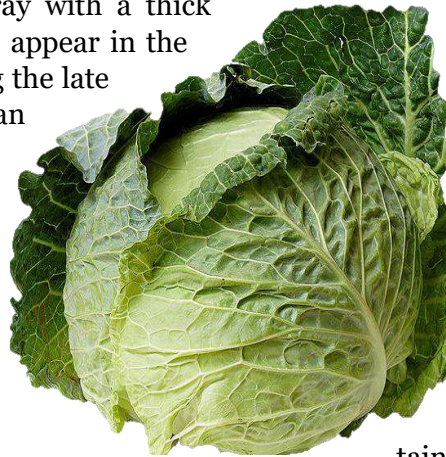 ray with a thick
appear in the
g the late
an
tain